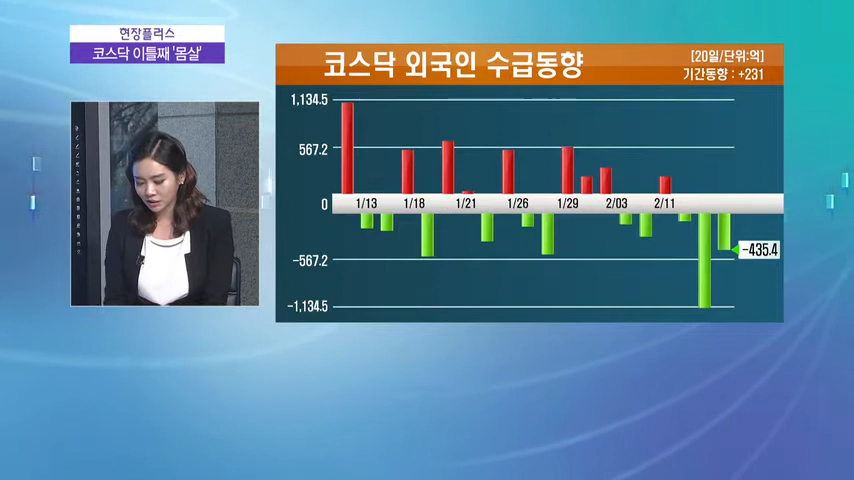 현장플러스
코스닥 이틀째 '몸살'
코스닥 외국인 수급동향
[20일/단위:억]
기간동향 : +231
1,134.5
567.2
0
1/13 1/18 1/21 1/26 1/29 2/03 2/11
-567.2
-435.4
-1,134.5